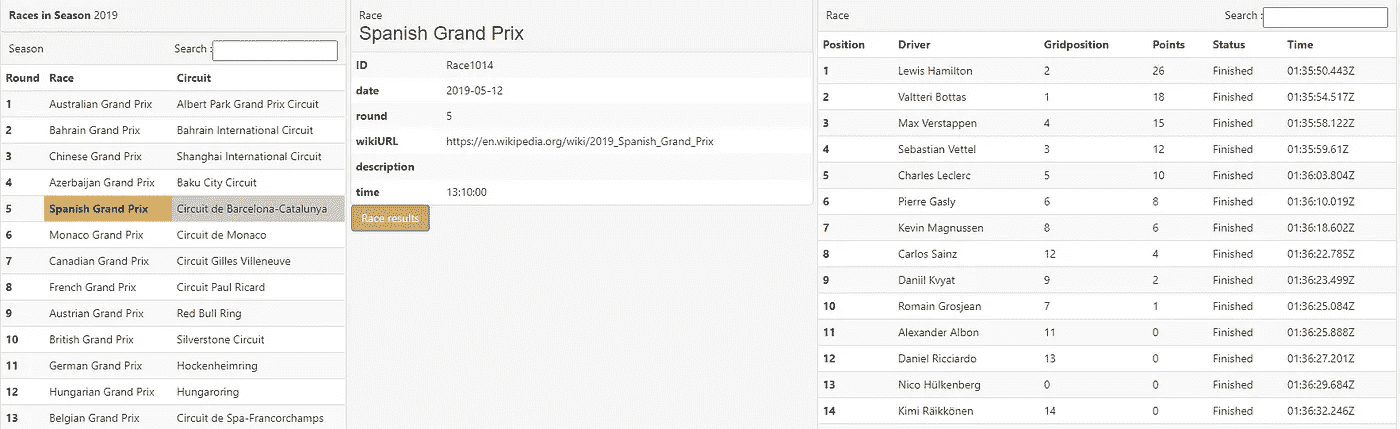 Races in Season 2019
Season Search :
Round Race Circuit
1 Australian Grand Prix Albert Park Grand Prix Circuit
2 Bahrain Grand Prix Bahrain International Circuit
3 Chinese Grand Prix Shanghai International Circuit
4 Azerbaijan Grand Prix Baku City Circuit
5 Spanish Grand Prix Circuit de Barcelona-Catalunya
6 Monaco Grand Prix Circuit de Monaco
7 Canadian Grand Prix Circuit Gilles Villeneuve
8 French Grand Prix Circuit Paul Ricard
9 Austrian Grand Prix Red Bull Ring
10 British Grand Prix Silverstone Circuit
11 German Grand Prix Hockenheimring
12 Hungarian Grand Prix Hungaroring
13 Belgian Grand Prix Circuit de Spa-Francorchamps
Race
Spanish Grand Prix
ID Race1014
date 2019-05-12
round 5
wikiURL https://en.wikipedia.org/wiki/2019_Spanish_Grand_Prix
description
time 13:10:00
Race results
Race Search :
Position Driver Gridposition Points Status Time
1 Lewis Hamilton 2 26 Finished 01:35:50.443Z
2 Valtteri Bottas 1 18 Finished 01:35:54.517Z
3 Max Verstappen 4 15 Finished 01:35:58.122Z
4 Sebastian Vettel 3 12 Finished 01:35:59.61Z
5 Charles Leclerc 5 10 Finished 01:36:03.804Z
6 Pierre Gasly 6 8 Finished 01:36:10.019Z
7 Kevin Magnussen 8 6 Finished 01:36:18.602Z
8 Carlos Sainz 12 4 Finished 01:36:22.785Z
9 Daniil Kvyat 9 2 Finished 01:36:23.499Z
10 Romain Grosjean 7 1 Finished 01:36:25.084Z
11 Alexander Albon 11 0 Finished 01:36:25.888Z
12 Daniel Ricciardo 13 0 Finished 01:36:27.201Z
13 Nico Hülkenberg 0 0 Finished 01:36:29.684Z
14 Kimi Räikkönen 14 0 Finished 01:36:32.246Z